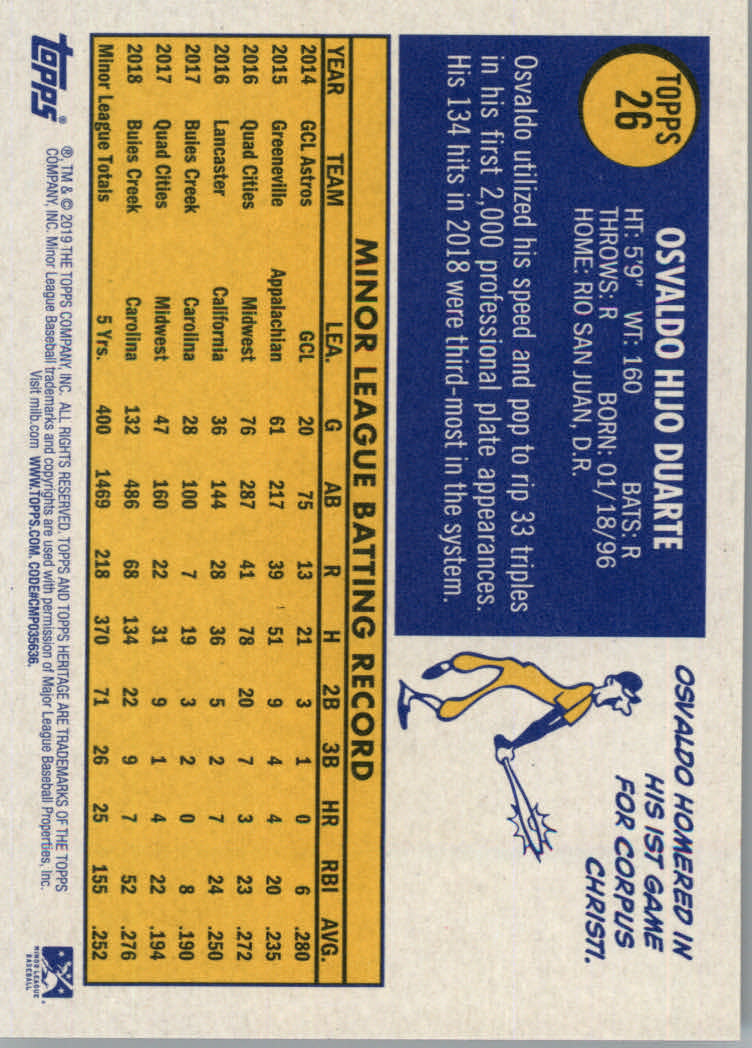 TOPPS
26
OSVALDO HIJO DUARTE
HT: 5'9" WT: 160 BATS: R
THROWS: R BORN: 01/18/96
HOME: RIO SAN JUAN, D.R.
Osvaldo utilized his speed and pop to rip 33 triples
in his first 2,000 professional plate appearances.
His 134 hits in 2018 were third-most in the system.
OSVALDO HOMERED IN
HIS 1ST GAME
FOR CORPUS
CHRISTI.
MINOR LEAGUE BATTING RECORD
YEAR TEAM LEA. G AB R H 2B 3B HR RBI AVG.
2014 GCL Astros GCL 20 75 13 21 3 1 0 6 .280
2015 Greeneville Appalachian 61 217 39 51 9 4 4 20 .235
2016 Quad Cities Midwest 76 287 41 78 20 7 3 23 .272
2016 Lancaster California 36 144 28 36 5 2 7 24 .250
2017 Buies Creek Carolina 28 100 7 19 3 2 0 8 .190
2017 Quad Cities Midwest 47 160 22 31 9 1 4 22 .194
2018 Buies Creek Carolina 132 486 68 134 22 9 7 52 .276
Minor League Totals 5 Yrs. 400 1469 218 370 71 26 25 155 .252
topps®
®, TM & © 2019 THE TOPPS COMPANY, INC. ALL RIGHTS RESERVED. TOPPS AND TOPPS HERITAGE ARE TRADEMARKS OF THE TOPPS
COMPANY, INC. Minor League Baseball trademarks and copyrights are used with permission of Major League Baseball Properties, Inc.
Visit milb.com WWW.TOPPS.COM. CODE#CMP035636.
MINOR LEAGUE
BASEBALL®